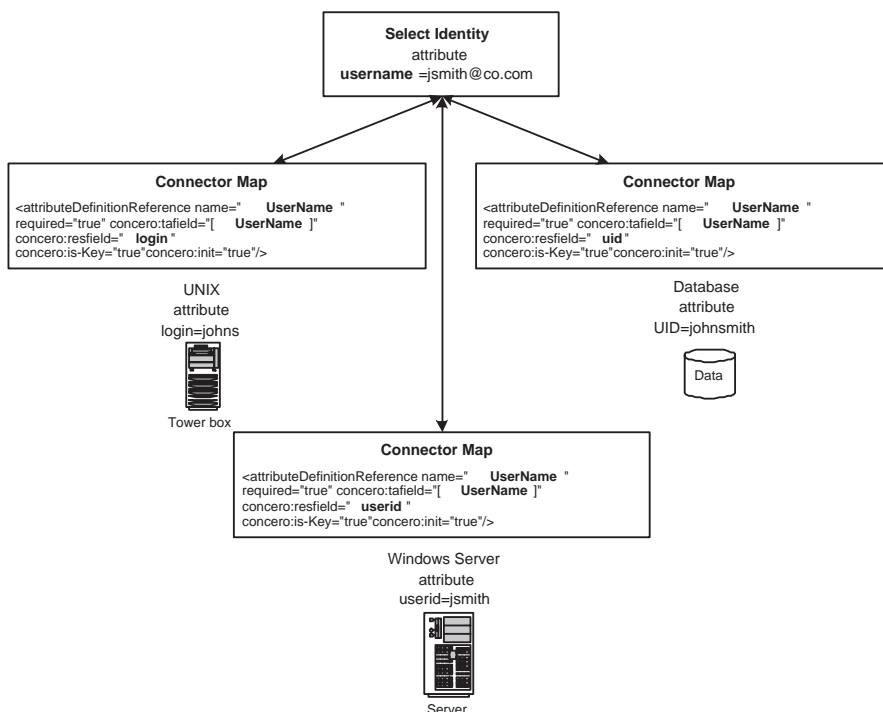 Select Identity
attribute
username =jsmith@co.com
Connector Map
<attributeDefinitionReference name=" UserName "
required="true" concero:tafield="[ UserName ]"
concero:resfield=" login "
concero:is-Key="true"concero:init="true"/>
UNIX
attribute
login=johns
Tower box
Connector Map
<attributeDefinitionReference name=" UserName "
required="true" concero:tafield="[ UserName ]"
concero:resfield=" uid "
concero:is-Key="true"concero:init="true"/>
Database
attribute
UID=johnsmith
Data
Connector Map
<attributeDefinitionReference name=" UserName "
required="true" concero:tafield="[ UserName ]"
concero:resfield=" userid "
concero:is-Key="true"concero:init="true"/>
Windows Server
attribute
userid=jsmith
Server